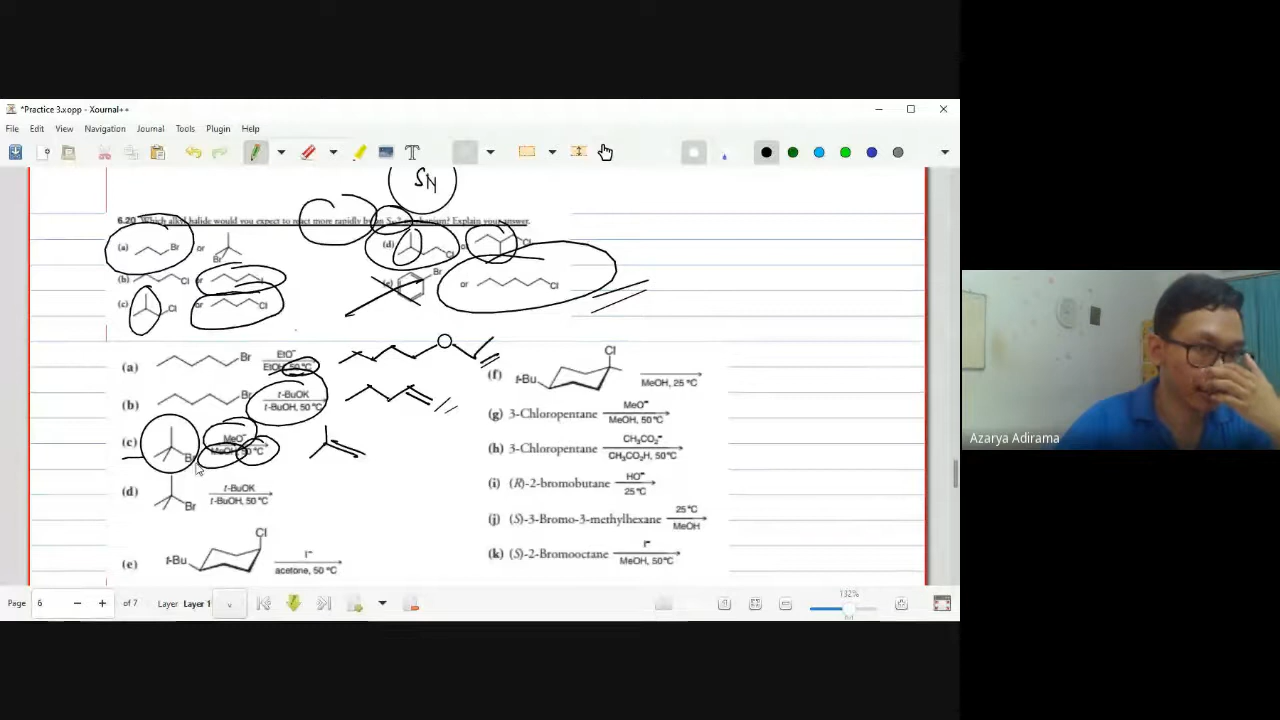 *Practice 3.xopp - Xournal++
File Edit View Navigation Journal Tools Plugin Help
SN
6.20 Which alkyl halide would you expect to react more rapidly by an SN2 mechanism? Explain your answer.
(a) Br or Br
(b) Cl or I
(c) Cl or Cl
(d) Cl or Cl
(e) Br or Cl
(a) Br EtO⁻ EtOH, 50 °C
(b) Br t-BuOK t-BuOH, 50 °C
(c) Br MeO⁻ MeOH, 50 °C
(d) Br t-BuOK t-BuOH, 50 °C
(e) t-Bu Cl I⁻ acetone, 50 °C
(f) t-Bu Cl MeOH, 25 °C
(g) 3-Chloropentane MeO⁻ MeOH, 50 °C
(h) 3-Chloropentane CH₃CO₂⁻ CH₃CO₂H, 50 °C
(i) (R)-2-bromobutane HO⁻ 25 °C
(j) (S)-3-Bromo-3-methylhexane 25 °C MeOH
(k) (S)-2-Bromooctane I⁻ MeOH, 50 °C
Page 6 of 7 Layer Layer 1
132%
Azarya Adirama